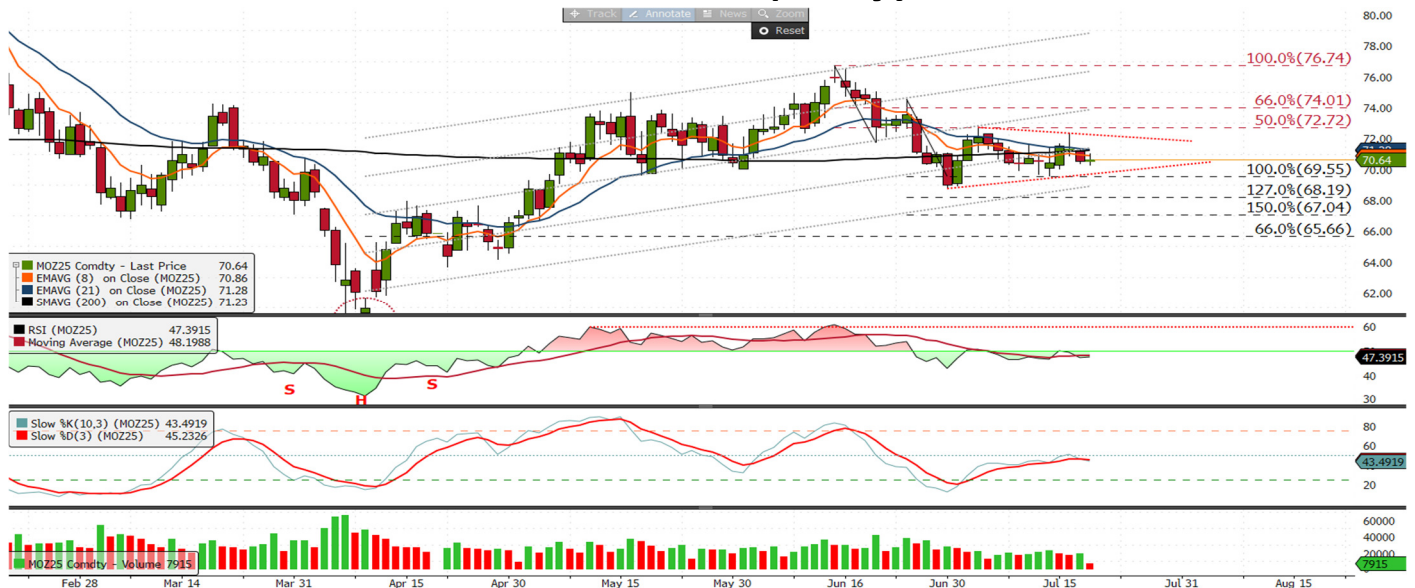 Track Annotate News Zoom
Reset
80.00
78.00
76.00
74.00
72.00
70.64
68.00
66.00
64.00
62.00
100.0%(76.74)
66.0%(74.01)
50.0%(72.72)
100.0%(69.55)
127.0%(68.19)
150.0%(67.04)
66.0%(65.66)
MOZ25 Comdty - Last Price 70.64
EMAVG (8) on Close (MOZ25) 70.86
EMAVG (21) on Close (MOZ25) 71.28
SMAVG (200) on Close (MOZ25) 71.23
RSI (MOZ25) 47.3915
Moving Average (MOZ25) 48.1988
60
47.3915
40
30
S
H
S
Slow %K(10,3) (MOZ25) 43.4919
Slow %D(3) (MOZ25) 45.2326
80
60
43.4919
20
MOZ25 Comdty - Volume 7915
60000
40000
20000
7915
Feb 28 Mar 14 Mar 31 Apr 15 Apr 30 May 15 May 30 Jun 16 Jun 30 Jul 15 Jul 31 Aug 15